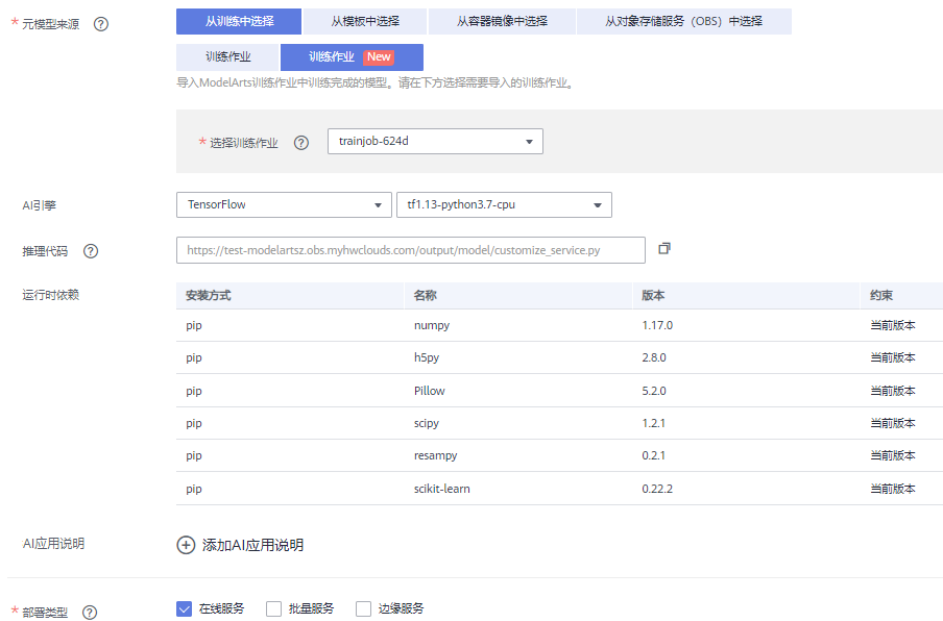 * 元模型来源 ? 从训练中选择 从模板中选择 从容器镜像中选择 从对象存储服务（OBS）中选择
训练作业 训练作业 New
导入ModelArts训练作业中训练完成的模型。请在下方选择需要导入的训练作业。
* 选择训练作业 ? trainjob-624d
AI引擎 TensorFlow tf1.13-python3.7-cpu
推理代码 ? https://test-modelartsz.obs.myhwclouds.com/output/model/customize_service.py
运行时依赖 安装方式 名称 版本 约束
pip numpy 1.17.0 当前版本
pip h5py 2.8.0 当前版本
pip Pillow 5.2.0 当前版本
pip scipy 1.2.1 当前版本
pip resampy 0.2.1 当前版本
pip scikit-learn 0.22.2 当前版本
AI应用说明 添加AI应用说明
* 部署类型 ? 在线服务 批量服务 边缘服务